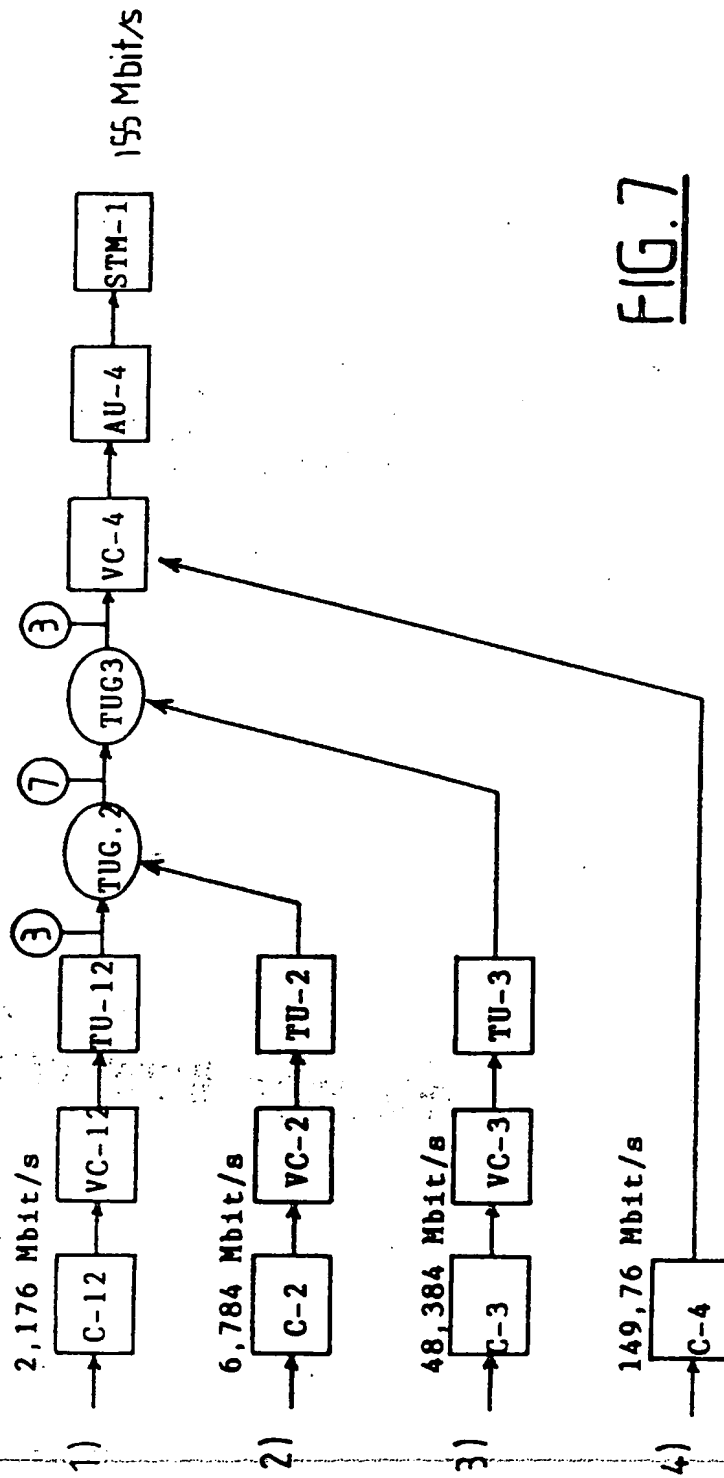 1)
2,176 Mbit/s
C-12
VC-12
TU-12
3
TUG.2
7
TUG3
3
VC-4
AU-4
STM-1
155 Mbit/s
2)
6,784 Mbit/s
C-2
VC-2
TU-2
3)
48,384 Mbit/s
C-3
VC-3
TU-3
4)
149,76 Mbit/s
C-4
FIG. 7